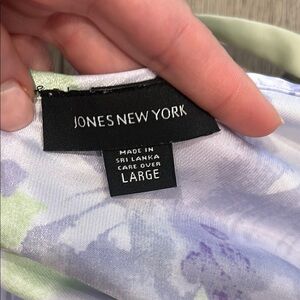 JONES NEW YORK
MADE IN
SRI LANKA
CARE OVER
LARGE